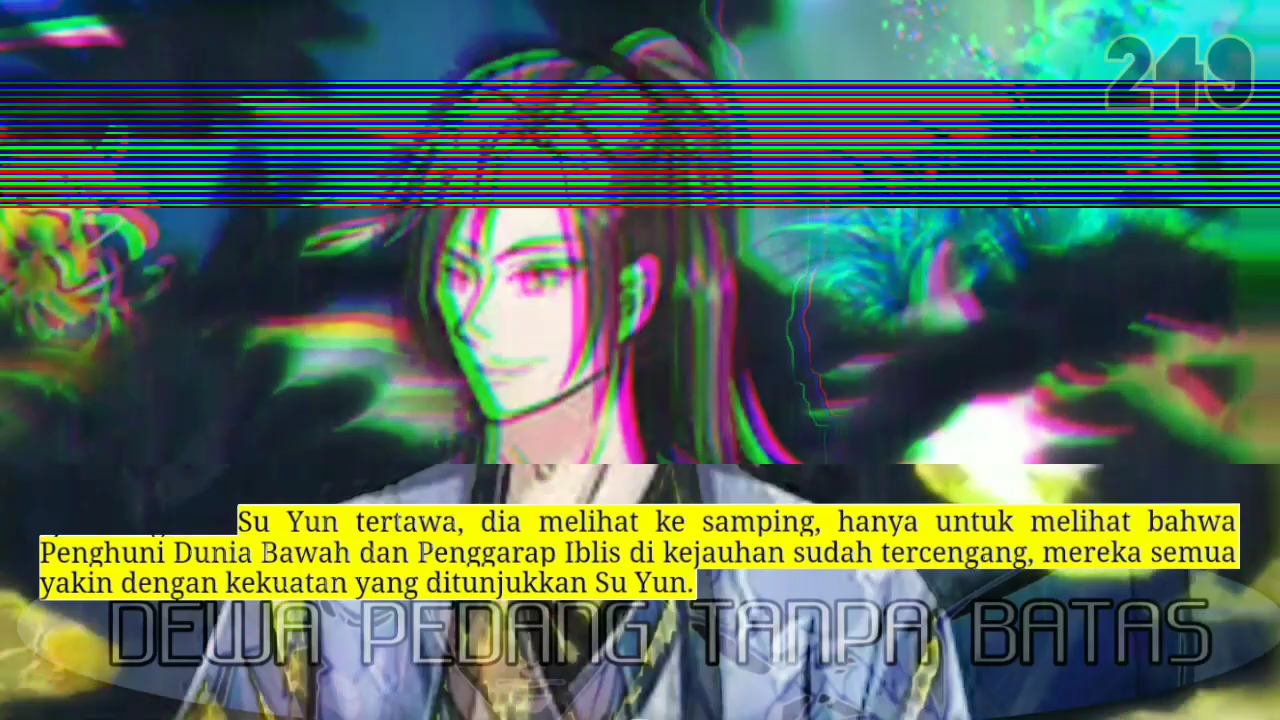 249
Su Yun tertawa, dia melihat ke samping, hanya untuk melihat bahwa
Penghuni Dunia Bawah dan Penggarap Iblis di kejauhan sudah tercengang, mereka semua
yakin dengan kekuatan yang ditunjukkan Su Yun.
DEWA PEDANG TANPA BATAS